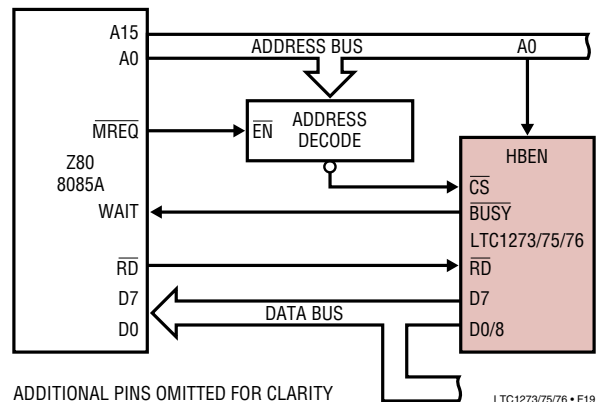 A15
A0
ADDRESS BUS
A0
MREQ
EN
ADDRESS
DECODE
HBEN
Z80
8085A
CS
WAIT
BUSY
LTC1273/75/76
RD
RD
D7
D7
D0
DATA BUS
D0/8
ADDITIONAL PINS OMITTED FOR CLARITY
LTC1273/75/76 • F19